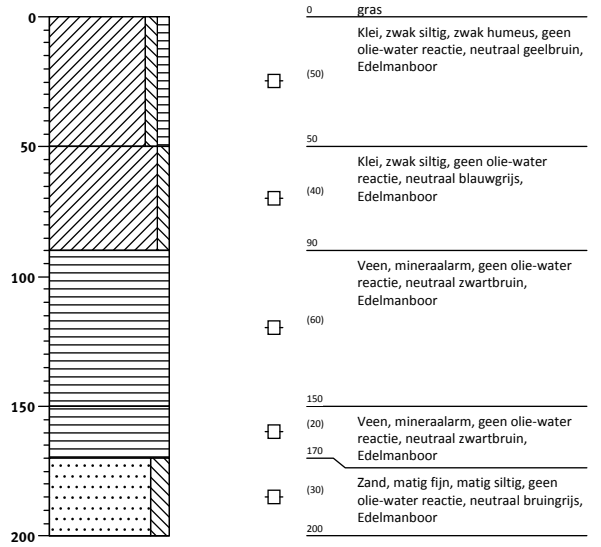 0
50
100
150
200
0
gras
Klei, zwak siltig, zwak humeus, geen
olie-water reactie, neutraal geelbruin,
Edelmanboor
(50)
50
Klei, zwak siltig, geen olie-water
reactie, neutraal blauwgrijs,
Edelmanboor
(40)
90
Veen, mineraalarm, geen olie-water
reactie, neutraal zwartbruin,
Edelmanboor
(60)
150
Veen, mineraalarm, geen olie-water
reactie, neutraal zwartbruin,
Edelmanboor
(20)
170
Zand, matig fijn, matig siltig, geen
olie-water reactie, neutraal bruingrijs,
Edelmanboor
(30)
200